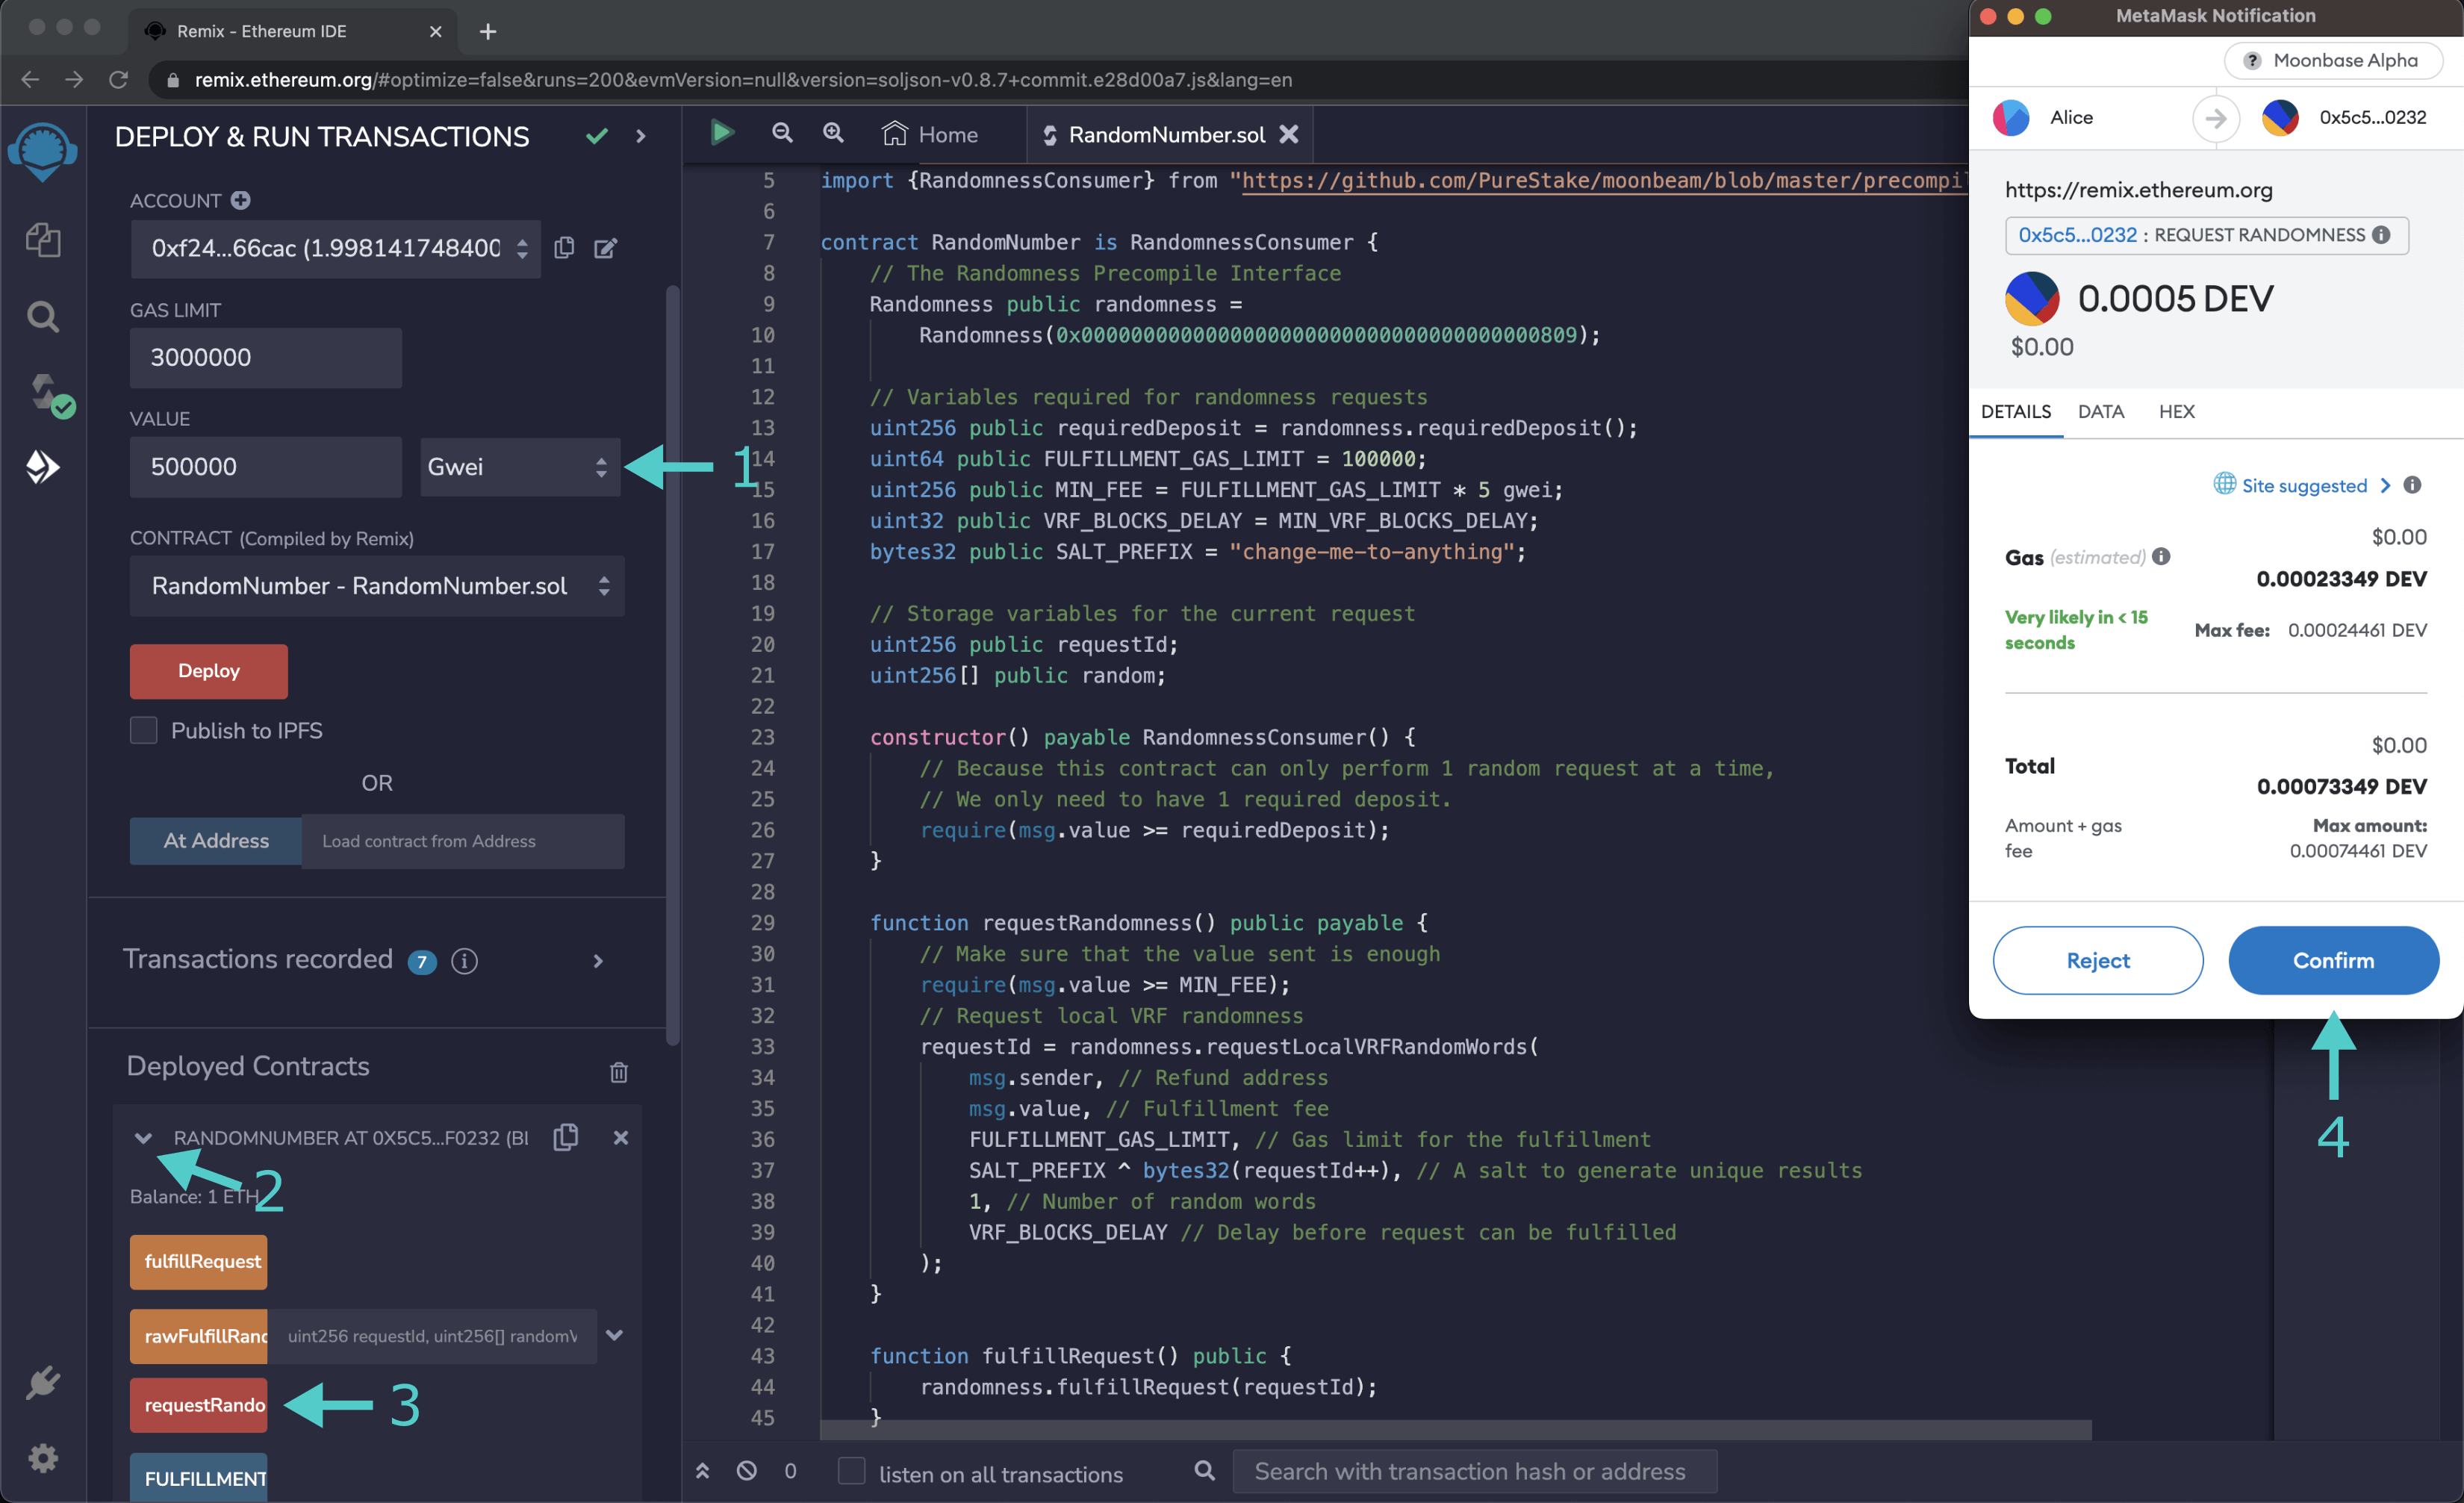 Remix - Ethereum IDE
remix.ethereum.org/#optimize=false&runs=200&evmVersion=null&version=soljson-v0.8.7+commit.e28d00a7.js&lang=en
DEPLOY & RUN TRANSACTIONS
ACCOUNT
0xf24...66cac (1.998141748400
GAS LIMIT
3000000
VALUE
500000
Gwei
1
CONTRACT (Compiled by Remix)
RandomNumber - RandomNumber.sol
Deploy
Publish to IPFS
OR
At Address
Load contract from Address
Transactions recorded 7 i
Deployed Contracts
RANDOMNUMBER AT 0X5C5...F0232 (BL
2
Balance: 1 ETH
fulfillRequest
rawFulfillRand
uint256 requestId, uint256[] randomV
requestRando
3
FULFILLMENT
Home
RandomNumber.sol
5 import {RandomnessConsumer} from "https://github.com/PureStake/moonbeam/blob/master/precompil
6
7 contract RandomNumber is RandomnessConsumer {
8 // The Randomness Precompile Interface
9 Randomness public randomness =
10 Randomness(0x0000000000000000000000000000000000000809);
11
12 // Variables required for randomness requests
13 uint256 public requiredDeposit = randomness.requiredDeposit();
14 uint64 public FULFILLMENT_GAS_LIMIT = 100000;
15 uint256 public MIN_FEE = FULFILLMENT_GAS_LIMIT * 5 gwei;
16 uint32 public VRF_BLOCKS_DELAY = MIN_VRF_BLOCKS_DELAY;
17 bytes32 public SALT_PREFIX = "change-me-to-anything";
18
19 // Storage variables for the current request
20 uint256 public requestId;
21 uint256[] public random;
22
23 constructor() payable RandomnessConsumer() {
24 // Because this contract can only perform 1 random request at a time,
25 // We only need to have 1 required deposit.
26 require(msg.value >= requiredDeposit);
27 }
28
29 function requestRandomness() public payable {
30 // Make sure that the value sent is enough
31 require(msg.value >= MIN_FEE);
32 // Request local VRF randomness
33 requestId = randomness.requestLocalVRFRandomWords(
34 msg.sender, // Refund address
35 msg.value, // Fulfillment fee
36 FULFILLMENT_GAS_LIMIT, // Gas limit for the fulfillment
37 SALT_PREFIX ^ bytes32(requestId++), // A salt to generate unique results
38 1, // Number of random words
39 VRF_BLOCKS_DELAY // Delay before request can be fulfilled
40 );
41 }
42
43 function fulfillRequest() public {
44 randomness.fulfillRequest(requestId);
45 }
0
listen on all transactions
Search with transaction hash or address
MetaMask Notification
? Moonbase Alpha
Alice
0x5c5...0232
https://remix.ethereum.org
0x5c5...0232 : REQUEST RANDOMNESS i
0.0005 DEV
$0.00
DETAILS DATA HEX
Site suggested > i
$0.00
Gas (estimated) i
0.00023349 DEV
Very likely in < 15 seconds
Max fee: 0.00024461 DEV
$0.00
Total
0.00073349 DEV
Amount + gas fee
Max amount:
0.00074461 DEV
Reject
Confirm
4